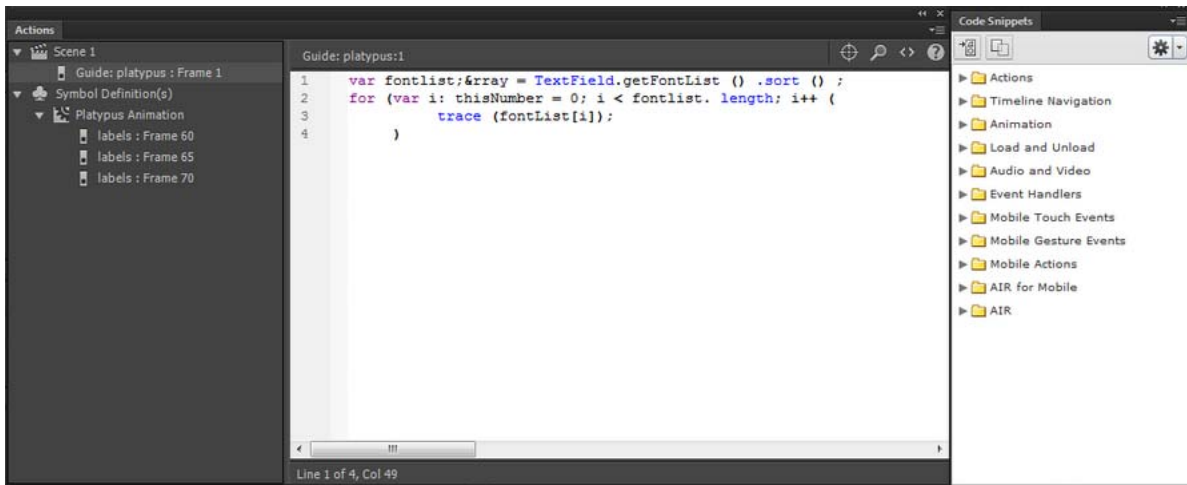 Actions
Scene 1
Guide: platypus : Frame 1
Symbol Definition(s)
Platypus Animation
labels : Frame 60
labels : Frame 65
labels : Frame 70
Guide: platypus:1
1 var fontlist;&rray = TextField.getFontList () .sort () ;
2 for (var i: thisNumber = 0; i < fontlist. length; i++ (
3 trace (fontList[i]);
4 )
Line 1 of 4, Col 49
Code Snippets
Actions
Timeline Navigation
Animation
Load and Unload
Audio and Video
Event Handlers
Mobile Touch Events
Mobile Gesture Events
Mobile Actions
AIR for Mobile
AIR